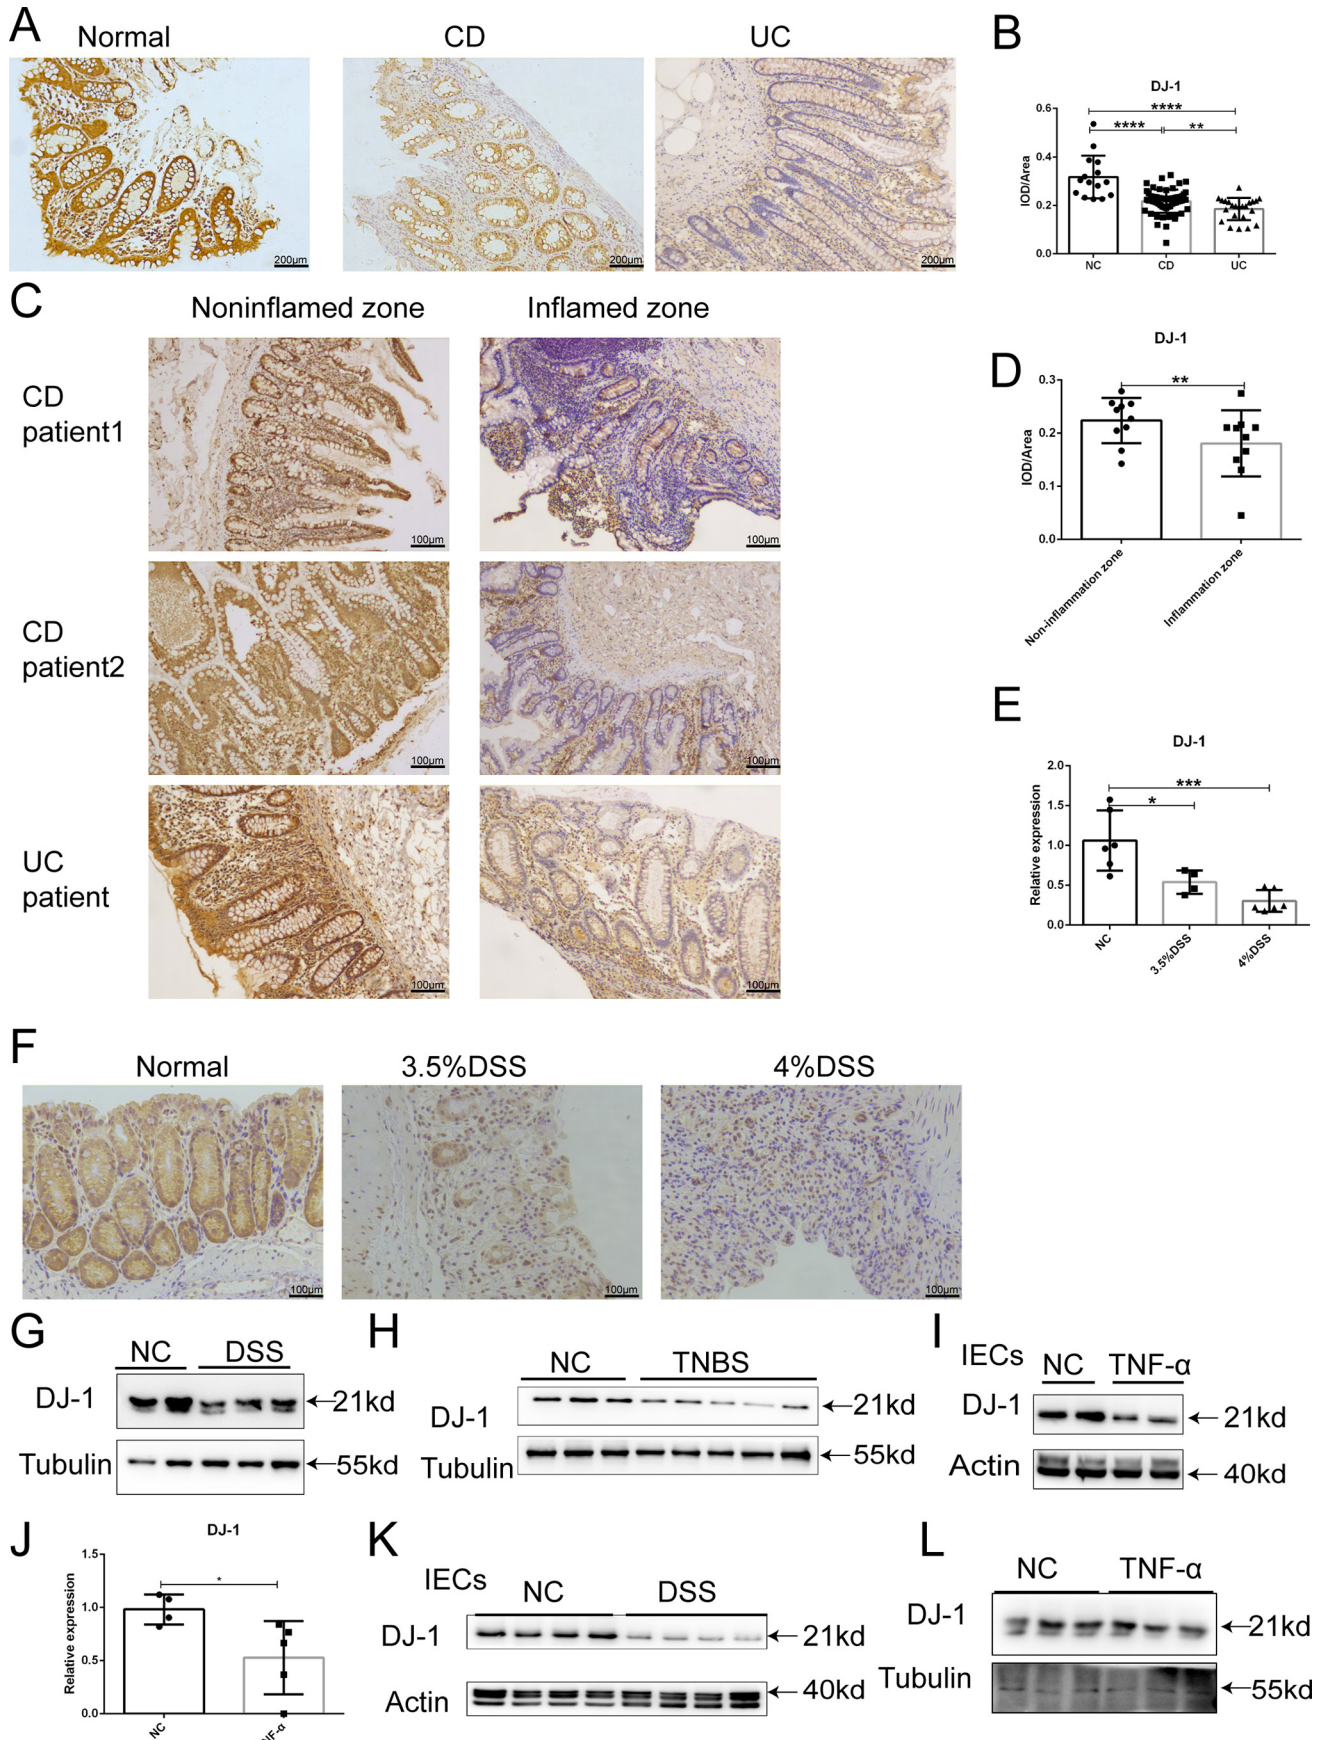 A
Normal
CD
UC
200μm
200μm
200μm
B
DJ-1
****
****
**
IOD/Area
0.6
0.4
0.2
0.0
NC
CD
UC
C
Noninflamed zone
Inflamed zone
CD
patient1
100μm
100μm
CD
patient2
100μm
100μm
UC
patient
100μm
100μm
D
DJ-1
**
IOD/Area
0.3
0.2
0.1
0.0
Non-inflammation zone
Inflammation zone
E
DJ-1
***
*
Relative expression
2.0
1.5
1.0
0.5
0.0
NC
3.5%DSS
4%DSS
F
Normal
3.5%DSS
4%DSS
100μm
100μm
100μm
G
NC
DSS
DJ-1
21kd
Tubulin
55kd
H
NC
TNBS
DJ-1
21kd
Tubulin
55kd
I
IECs
NC
TNF-α
DJ-1
21kd
Actin
40kd
J
DJ-1
*
Relative expression
1.5
1.0
0.5
0.0
NC
NF-α
K
IECs
NC
DSS
DJ-1
21kd
Actin
40kd
L
NC
TNF-α
DJ-1
21kd
Tubulin
55kd